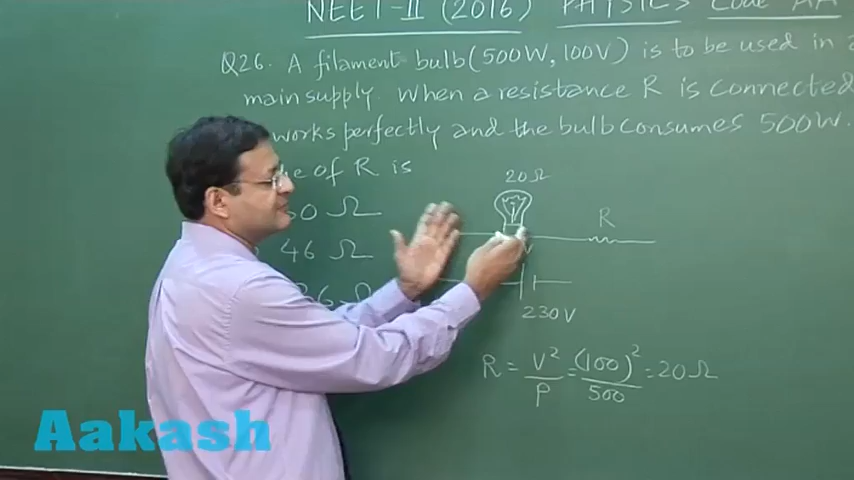 NEET-II (2016) PHYSICS Code AA
Q26. A filament bulb (500W, 100V) is to be used in a
main supply. When a resistance R is connected
works perfectly and the bulb consumes 500W.
of R is
20 Ω
Ω
R
46 Ω
Ω
230 V
R = V² / P = (100)² / 500 = 20 Ω
Aakash